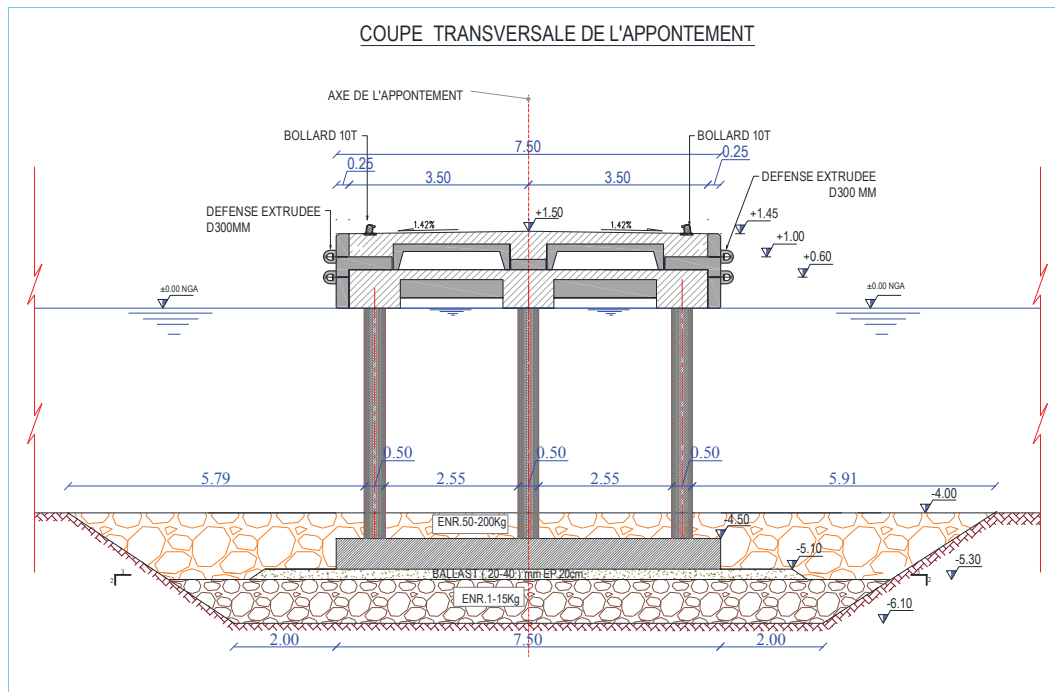 COUPE TRANSVERSALE DE L'APPONTEMENT
AXE DE L'APPONTEMENT
BOLLARD 10T
BOLLARD 10T
7.50
0.25
0.25
3.50
3.50
DEFENSE EXTRUDEE
D300 MM
DEFENSE EXTRUDEE
D300MM
1.42%
+1.50
1.42%
+1.45
+1.00
+0.60
±0.00 NGA
±0.00 NGA
0.50
0.50
0.50
5.79
2.55
2.55
5.91
-4.00
ENR.50-200Kg
-4.50
-5.10
-5.30
BALLAST ( 20-40 ) mm EP.20cm.
ENR.1-15Kg
-6.10
2.00
7.50
2.00